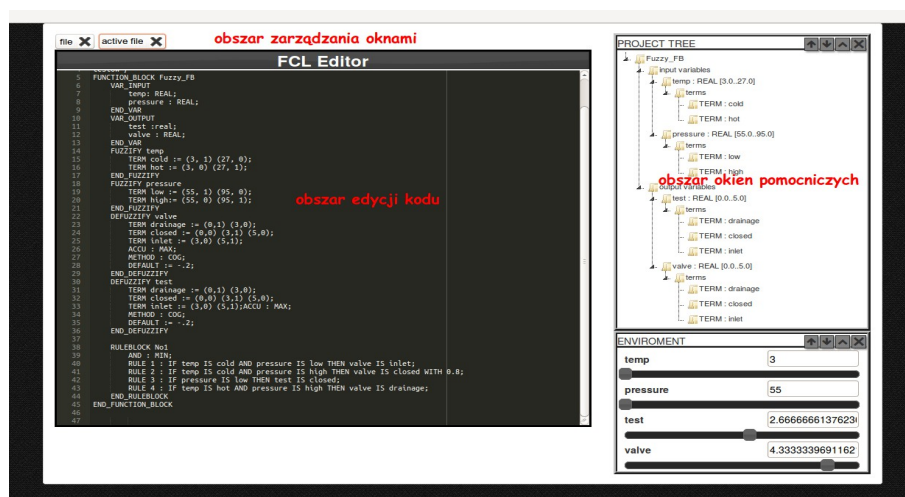 file
active file
obszar zarządzania oknami
FCL Editor
5 FUNCTION_BLOCK Fuzzy_FB
6 VAR_INPUT
7 temp: REAL;
8 pressure : REAL;
9 END_VAR
10 VAR_OUTPUT
11 test :real;
12 valve : REAL;
13 END_VAR
14 FUZZIFY temp
15 TERM cold := (3, 1) (27, 0);
16 TERM hot := (3, 0) (27, 1);
17 END_FUZZIFY
18 FUZZIFY pressure
19 TERM low := (55, 1) (95, 0);
20 TERM high:= (55, 0) (95, 1);
21 END_FUZZIFY
22 DEFUZZIFY valve
23 TERM drainage := (0,1) (3,0);
24 TERM closed := (0,0) (3,1) (5,0);
25 TERM inlet := (3,0) (5,1);
26 ACCU : MAX;
27 METHOD : COG;
28 DEFAULT := -.2;
29 END_DEFUZZIFY
30 DEFUZZIFY test
31 TERM drainage := (0,1) (3,0);
32 TERM closed := (0,0) (3,1) (5,0);
33 TERM inlet := (3,0) (5,1);ACCU : MAX;
34 METHOD : COG;
35 DEFAULT := -.2;
36 END_DEFUZZIFY
37
38 RULEBLOCK No1
39 AND : MIN;
40 RULE 1 : IF temp IS cold AND pressure IS low THEN valve IS inlet;
41 RULE 2 : IF temp IS cold AND pressure IS high THEN valve IS closed WITH 0.8;
42 RULE 3 : IF pressure IS low THEN test IS closed;
43 RULE 4 : IF temp IS hot AND pressure IS high THEN valve IS drainage;
44 END_RULEBLOCK
45 END_FUNCTION_BLOCK
46
47
obszar edycji kodu
PROJECT TREE
Fuzzy_FB
input variables
temp : REAL [3.0..27.0]
terms
TERM : cold
TERM : hot
pressure : REAL [55.0..95.0]
terms
TERM : low
TERM : high
obszar okien pomocniczych
output variables
test : REAL [0.0..5.0]
terms
TERM : drainage
TERM : closed
TERM : inlet
valve : REAL [0.0..5.0]
terms
TERM : drainage
TERM : closed
TERM : inlet
ENVIROMENT
temp 3
pressure 55
test 2.666666613762
valve 4.3333339691162